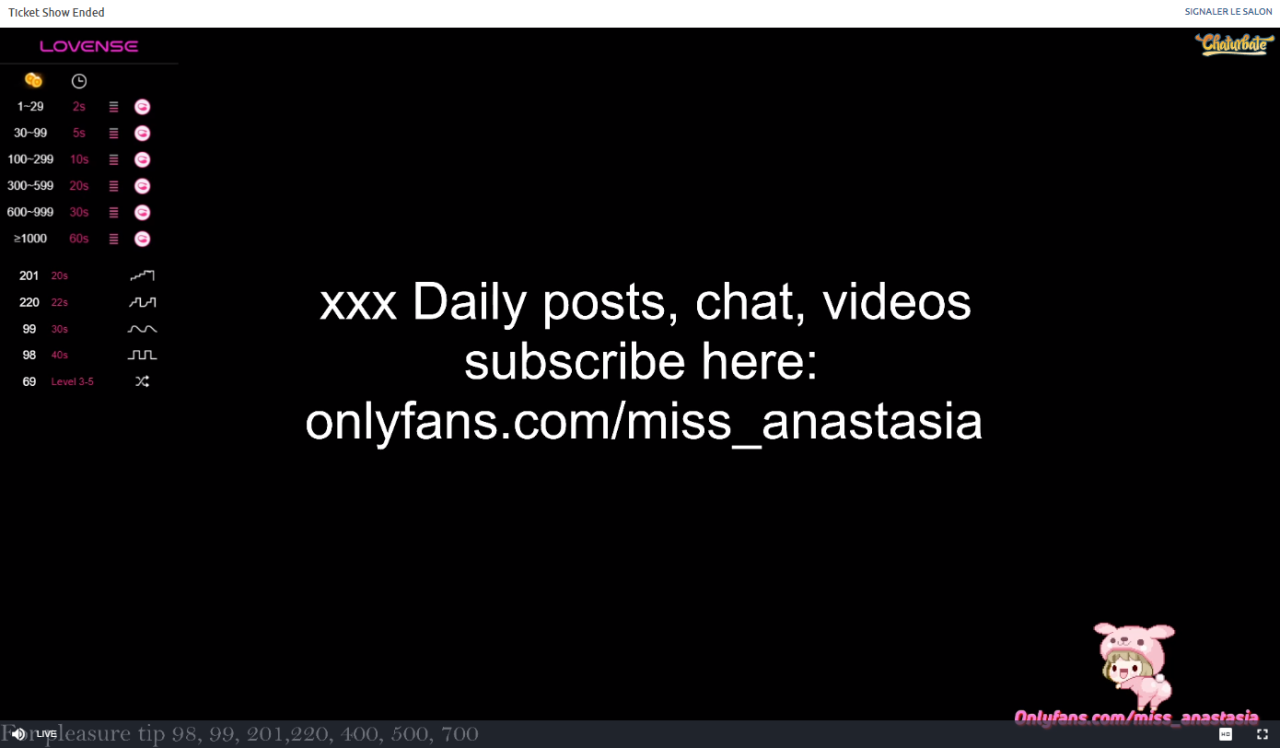 Ticket Show Ended
SIGNALER LE SALON
LOVENSE
Chaturbate
1~29 2s
30~99 5s
100~299 10s
300~599 20s
600~999 30s
≥1000 60s
201 20s
220 22s
99 30s
98 40s
69 Level 3-5
xxx Daily posts, chat, videos
subscribe here:
onlyfans.com/miss_anastasia
Onlyfans.com/miss_anastasia
For pleasure tip 98, 99, 201,220, 400, 500, 700
LIVE
HD